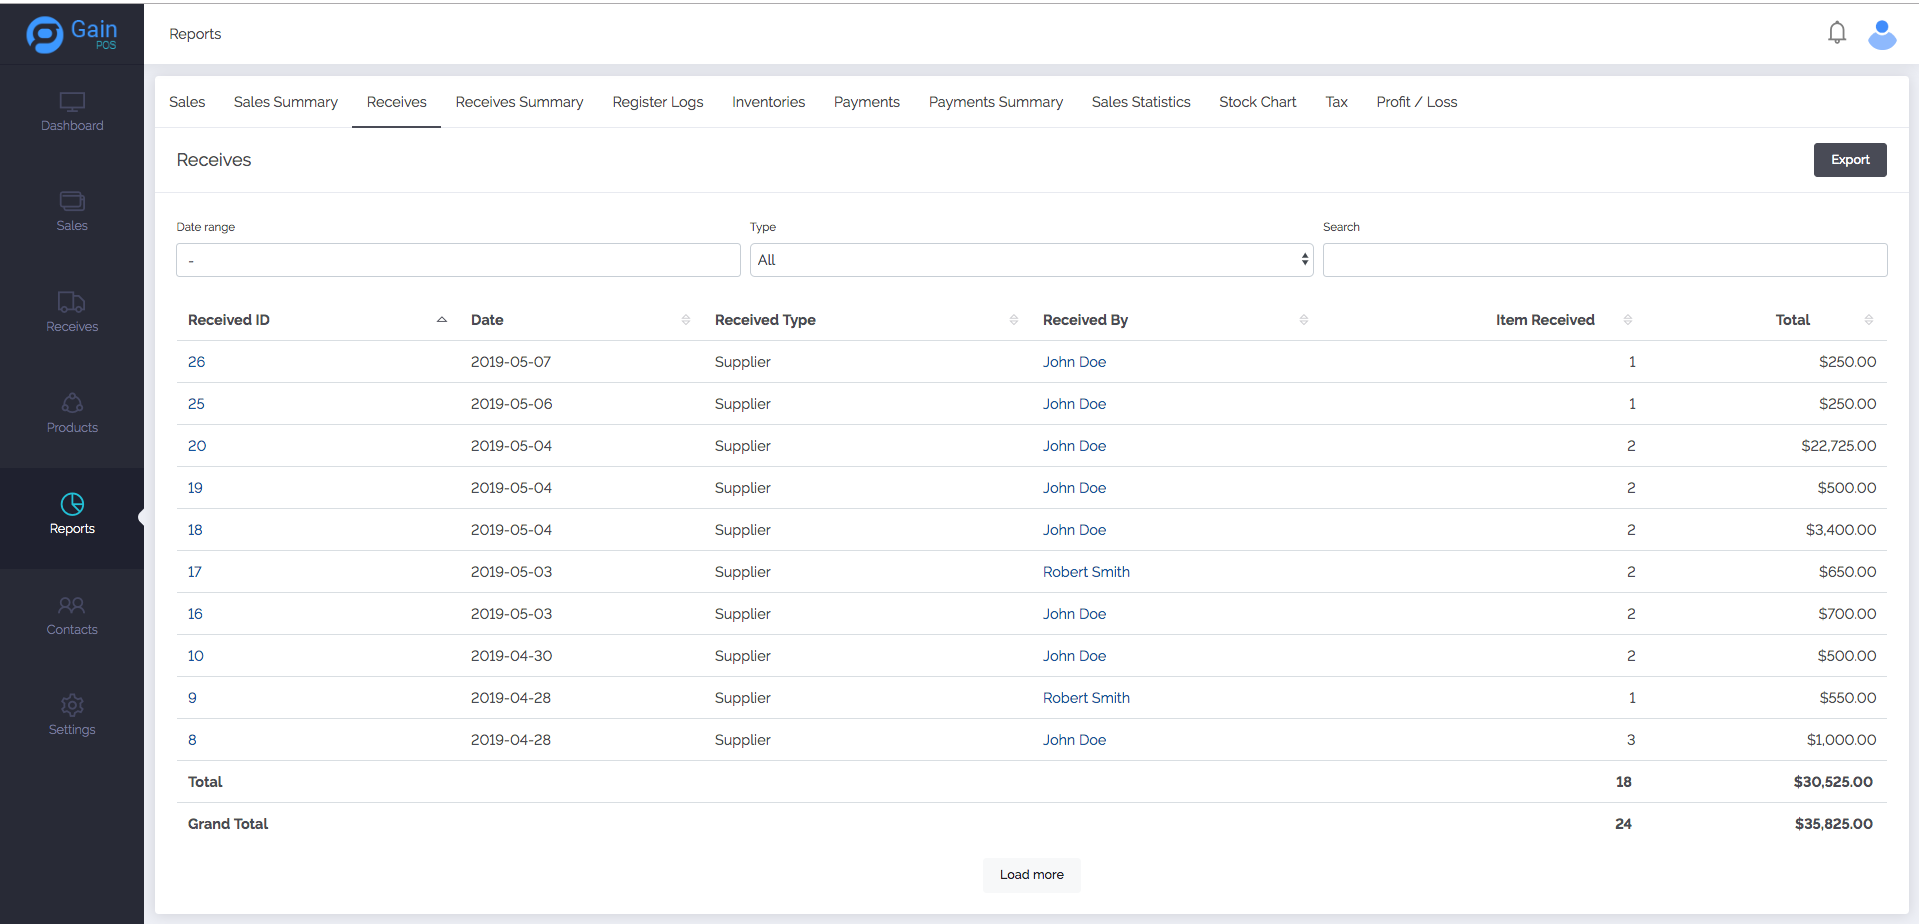 Gain
POS
Reports
Dashboard
Sales
Receives
Products
Reports
Contacts
Settings
Sales Sales Summary Receives Receives Summary Register Logs Inventories Payments Payments Summary Sales Statistics Stock Chart Tax Profit / Loss
Receives Export
Date range Type Search
- All
Received ID Date Received Type Received By Item Received Total
26 2019-05-07 Supplier John Doe 1 $250.00
25 2019-05-06 Supplier John Doe 1 $250.00
20 2019-05-04 Supplier John Doe 2 $22,725.00
19 2019-05-04 Supplier John Doe 2 $500.00
18 2019-05-04 Supplier John Doe 2 $3,400.00
17 2019-05-03 Supplier Robert Smith 2 $650.00
16 2019-05-03 Supplier John Doe 2 $700.00
10 2019-04-30 Supplier John Doe 2 $500.00
9 2019-04-28 Supplier Robert Smith 1 $550.00
8 2019-04-28 Supplier John Doe 3 $1,000.00
Total 18 $30,525.00
Grand Total 24 $35,825.00
Load more